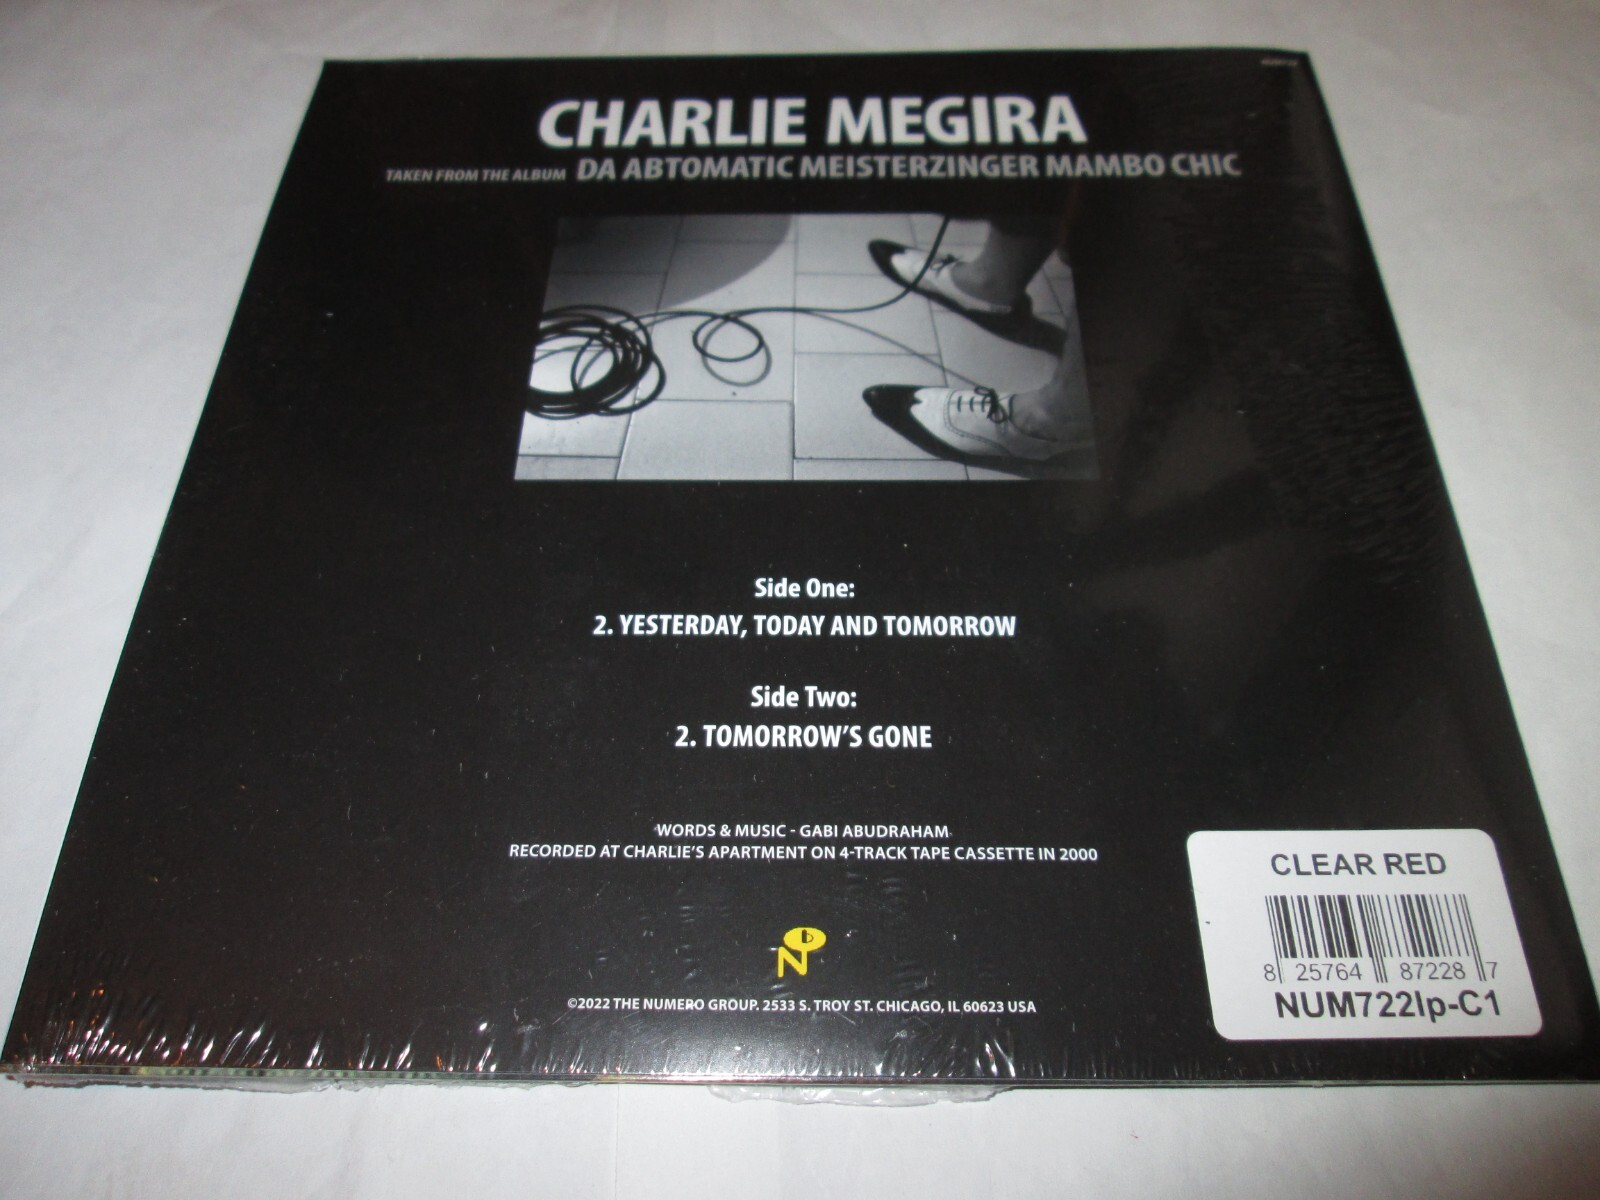 CHARLIE MEGIRA
TAKEN FROM THE ALBUM DA ABTOMATIC MEISTERZINGER MAMBO CHIC
Side One:
2. YESTERDAY, TODAY AND TOMORROW
Side Two:
2. TOMORROW'S GONE
WORDS & MUSIC - GABI ABUDRAHAM
RECORDED AT CHARLIE'S APARTMENT ON 4-TRACK TAPE CASSETTE IN 2000
N
©2022 THE NUMERO GROUP. 2533 S. TROY ST. CHICAGO, IL 60623 USA
CLEAR RED
8 25764 87228 7
NUM722lp-C1